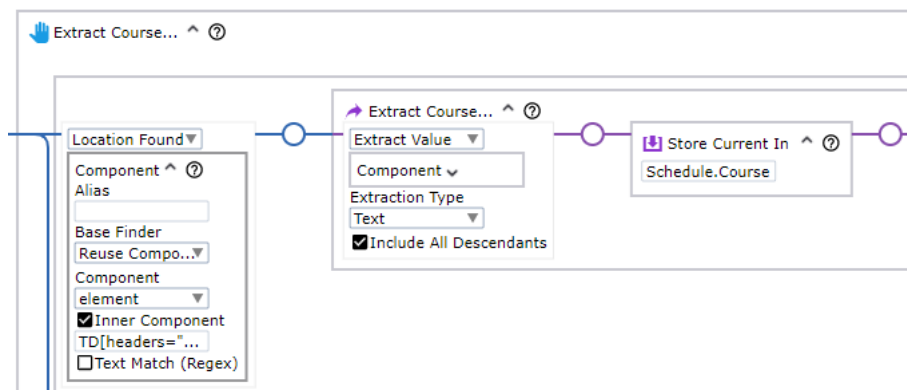 Extract Course...
Location Found
Component
Alias
Base Finder
Reuse Compo...
Component
element
Inner Component
TD[headers="...
Text Match (Regex)
Extract Course...
Extract Value
Component
Extraction Type
Text
Include All Descendants
Store Current In
Schedule.Course